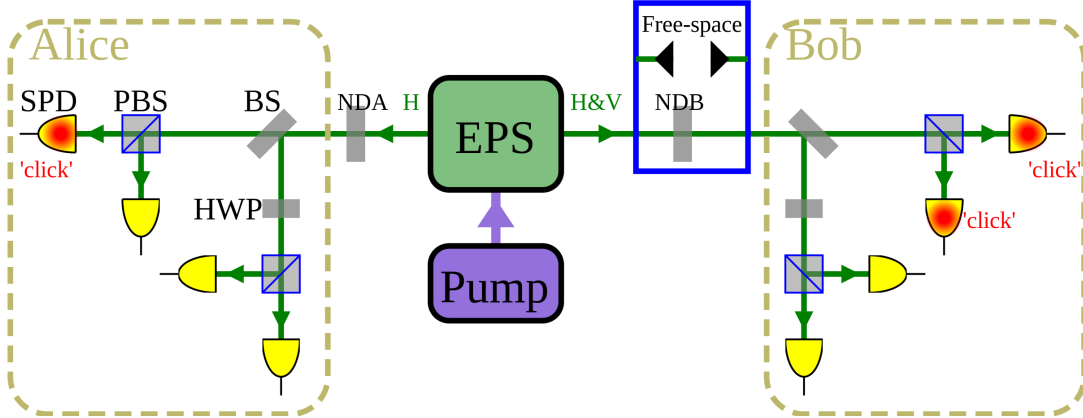 Alice
Free-space
Bob
SPD
PBS
BS
NDA
H
EPS
H&V
NDB
'click'
'click'
HWP
'click'
Pump